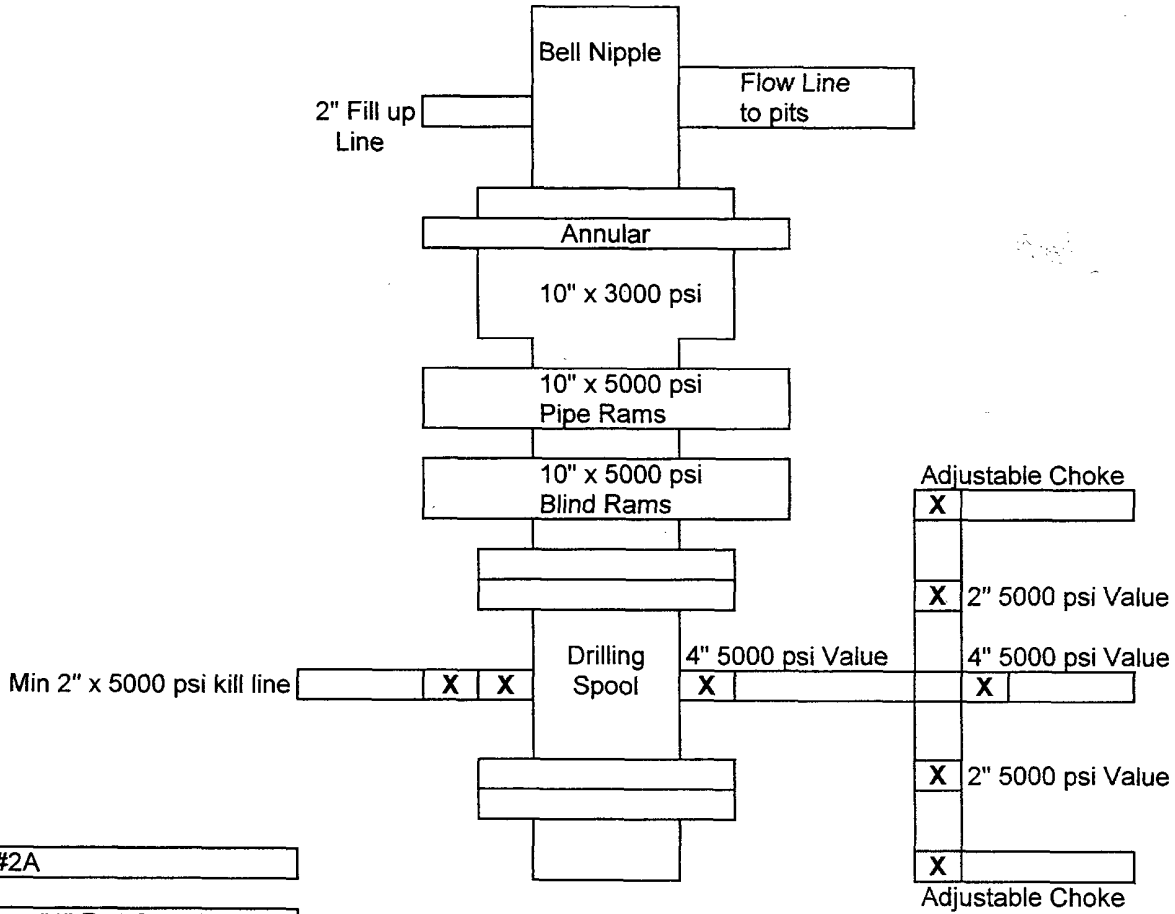 Bell Nipple
Flow Line
to pits
2" Fill up
Line
Annular
10" x 3000 psi
10" x 5000 psi
Pipe Rams
10" x 5000 psi
Blind Rams
Adjustable Choke
X
X 2" 5000 psi Value
Drilling
Spool
4" 5000 psi Value
4" 5000 psi Value
Min 2" x 5000 psi kill line
X X
X
X
X 2" 5000 psi Value
#2A
X
Adjustable Choke